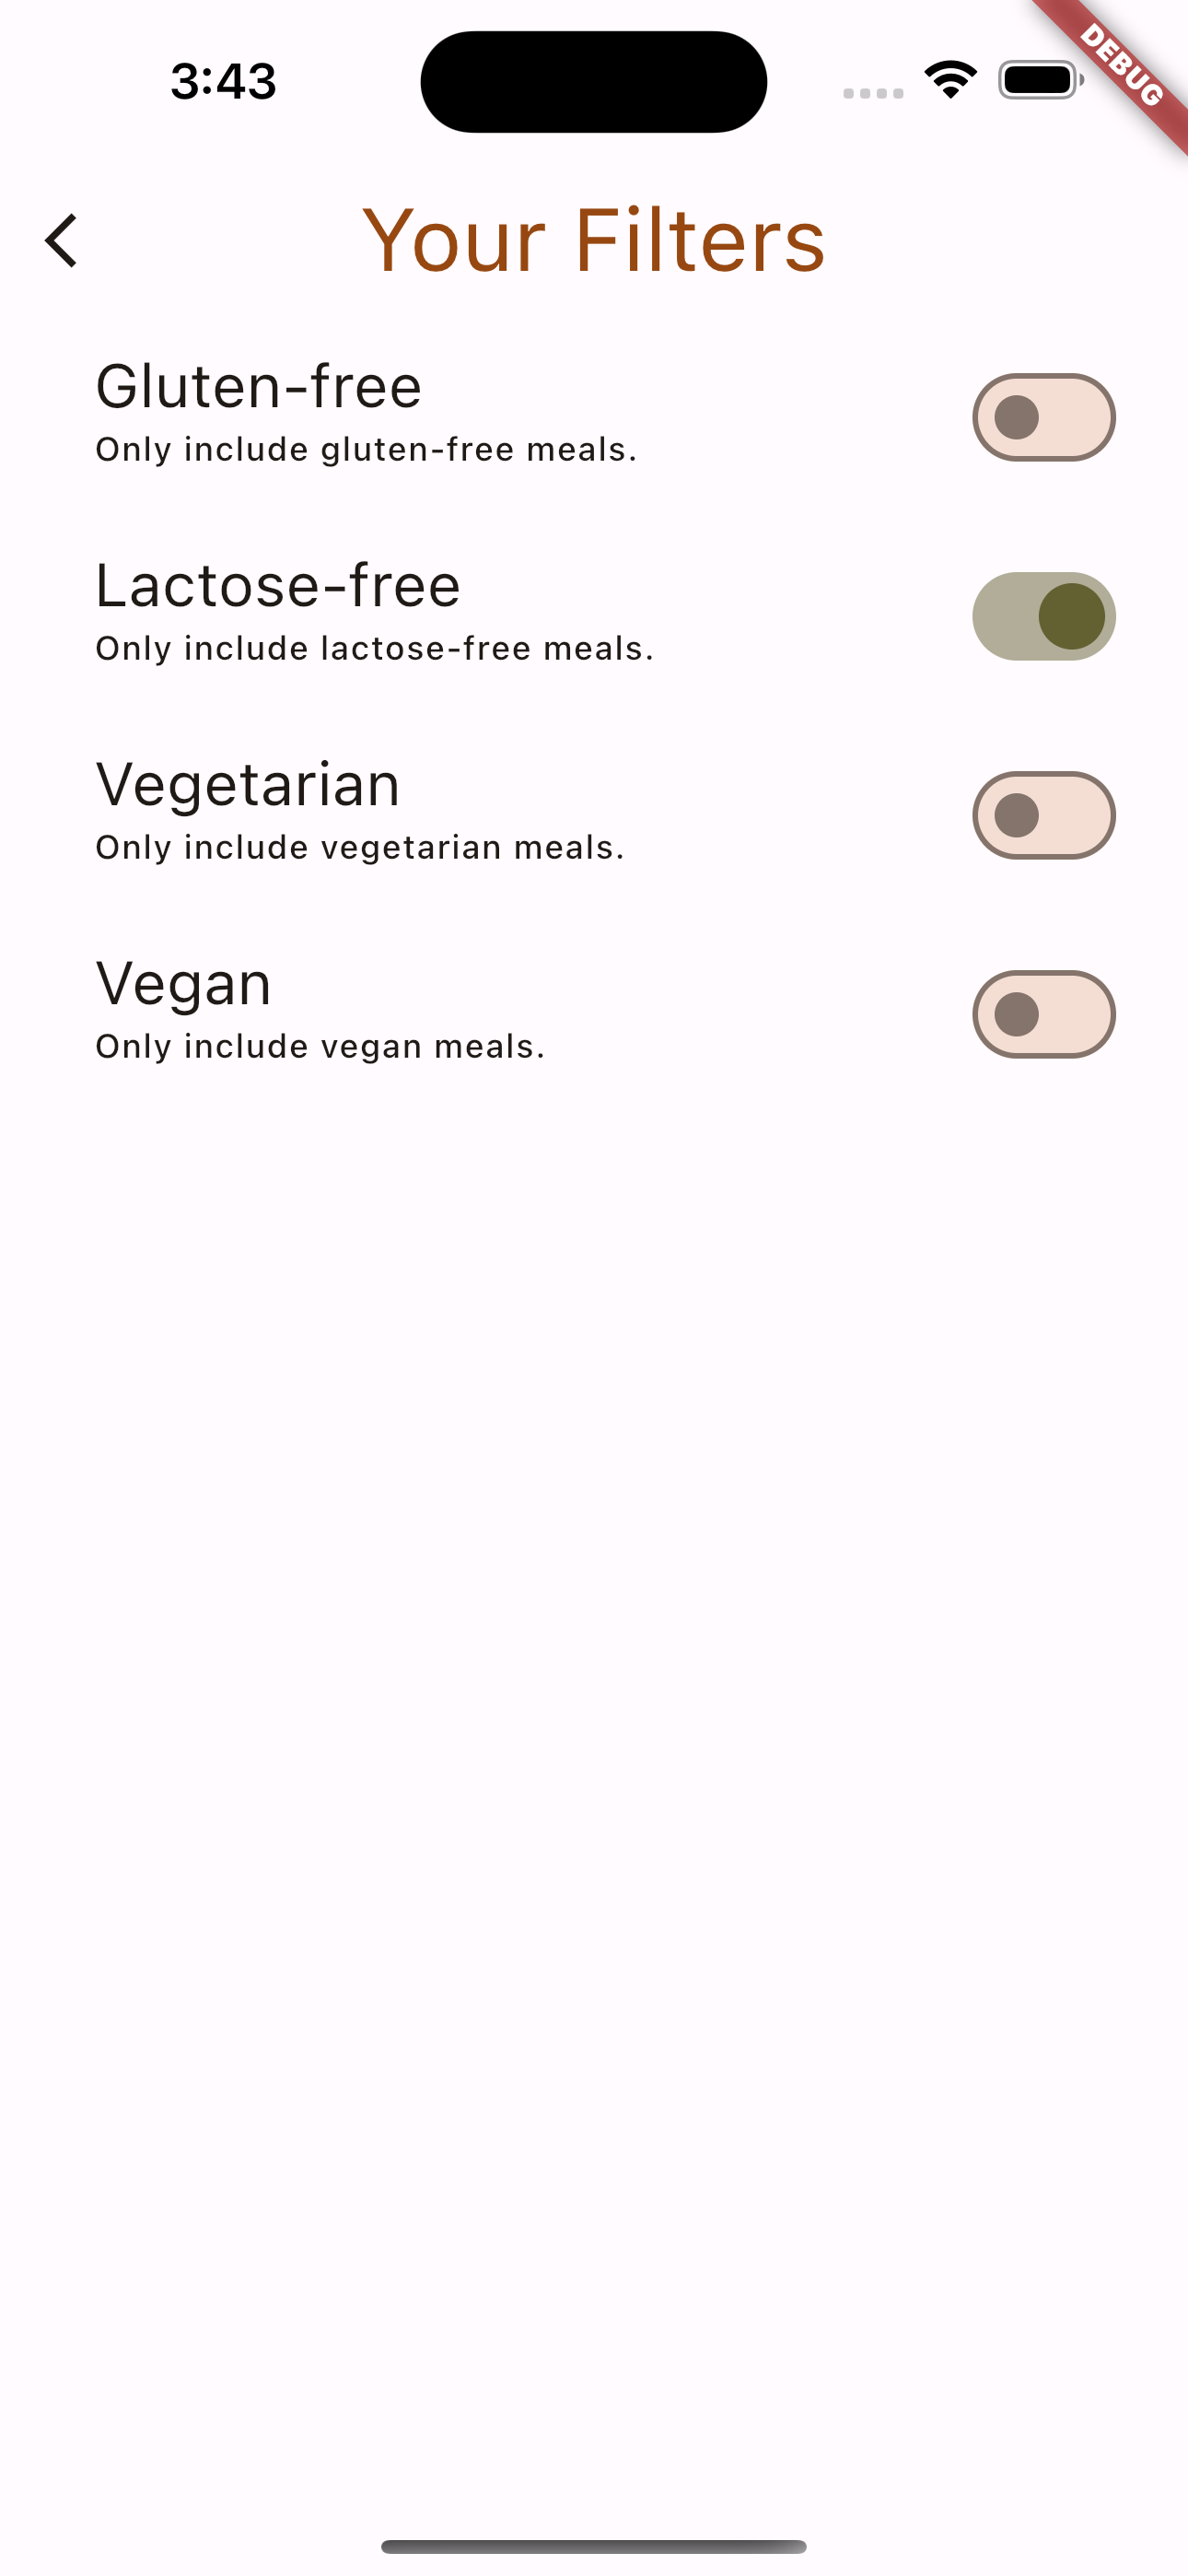 3:43
DEBUG
Your Filters
Gluten-free
Only include gluten-free meals.
Lactose-free
Only include lactose-free meals.
Vegetarian
Only include vegetarian meals.
Vegan
Only include vegan meals.